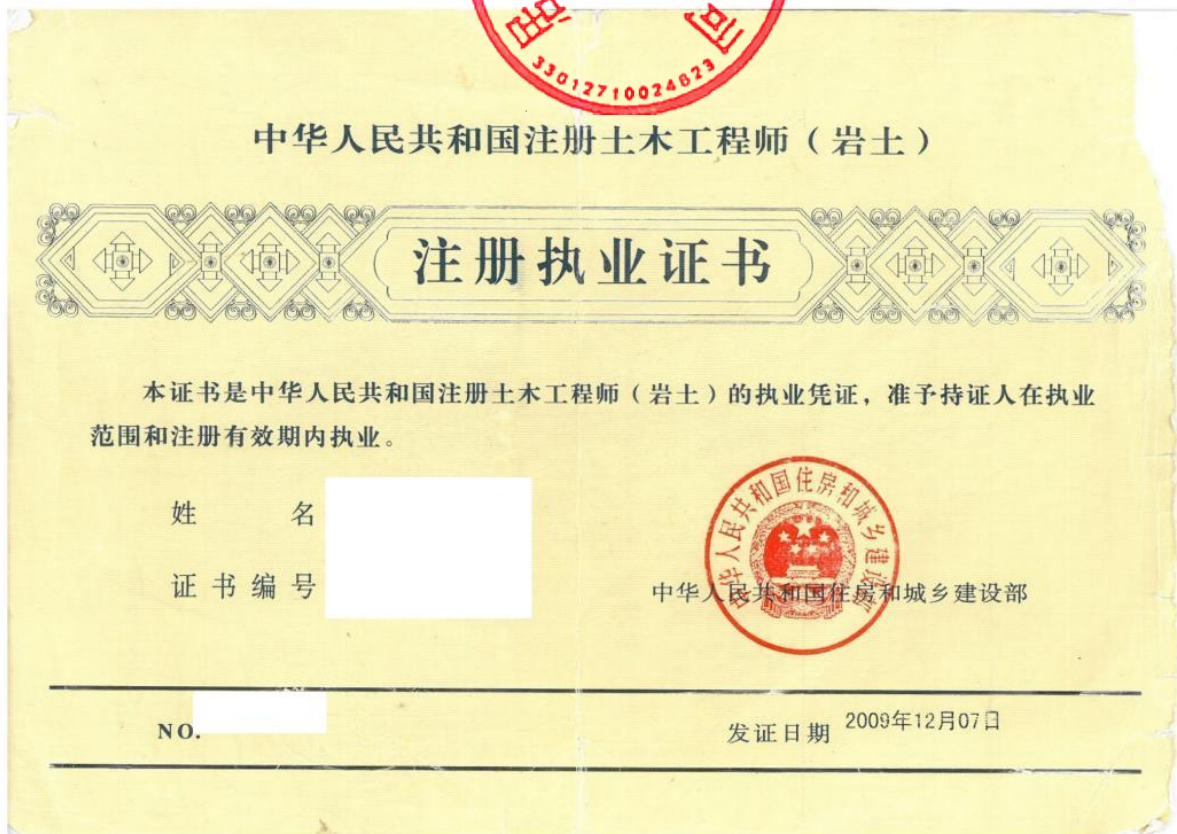 司
33012710024623
中华人民共和国注册土木工程师（岩土）
注册执业证书
本证书是中华人民共和国注册土木工程师（岩土）的执业凭证，准予持证人在执业
范围和注册有效期内执业。
姓 名
证书编号
中华人民共和国住房和城乡建设部
中华人民共和国住房和城乡建设部
NO.
发证日期 2009年12月07日